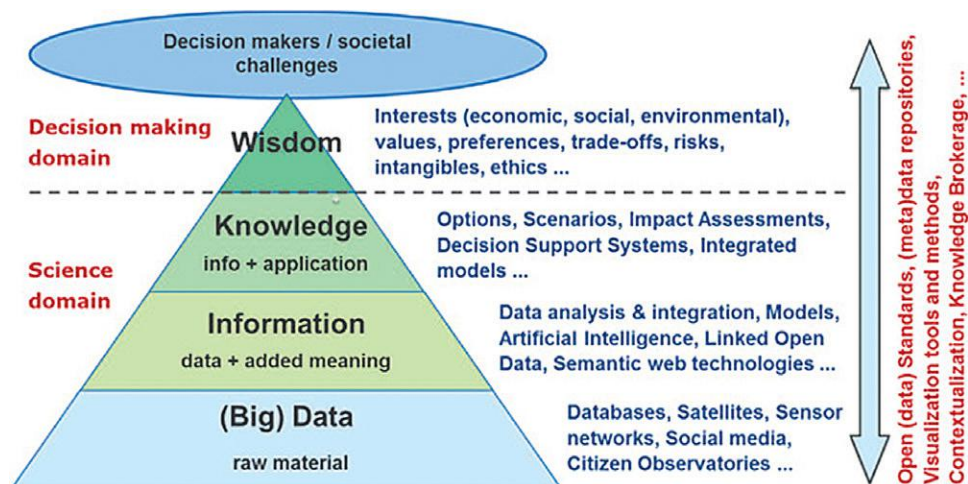 Decision makers / societal
challenges
Decision making
domain
Wisdom
Interests (economic, social, environmental),
values, preferences, trade-offs, risks,
intangibles, ethics ...
Science
domain
Knowledge
info + application
Options, Scenarios, Impact Assessments,
Decision Support Systems, Integrated
models ...
Information
data + added meaning
Data analysis & integration, Models,
Artificial Intelligence, Linked Open
Data, Semantic web technologies ...
(Big) Data
raw material
Databases, Satellites, Sensor
networks, Social media,
Citizen Observatories ...
Open (data) Standards, (meta)data repositories,
Visualization tools and methods,
Contextualization, Knowledge Brokerage, ...